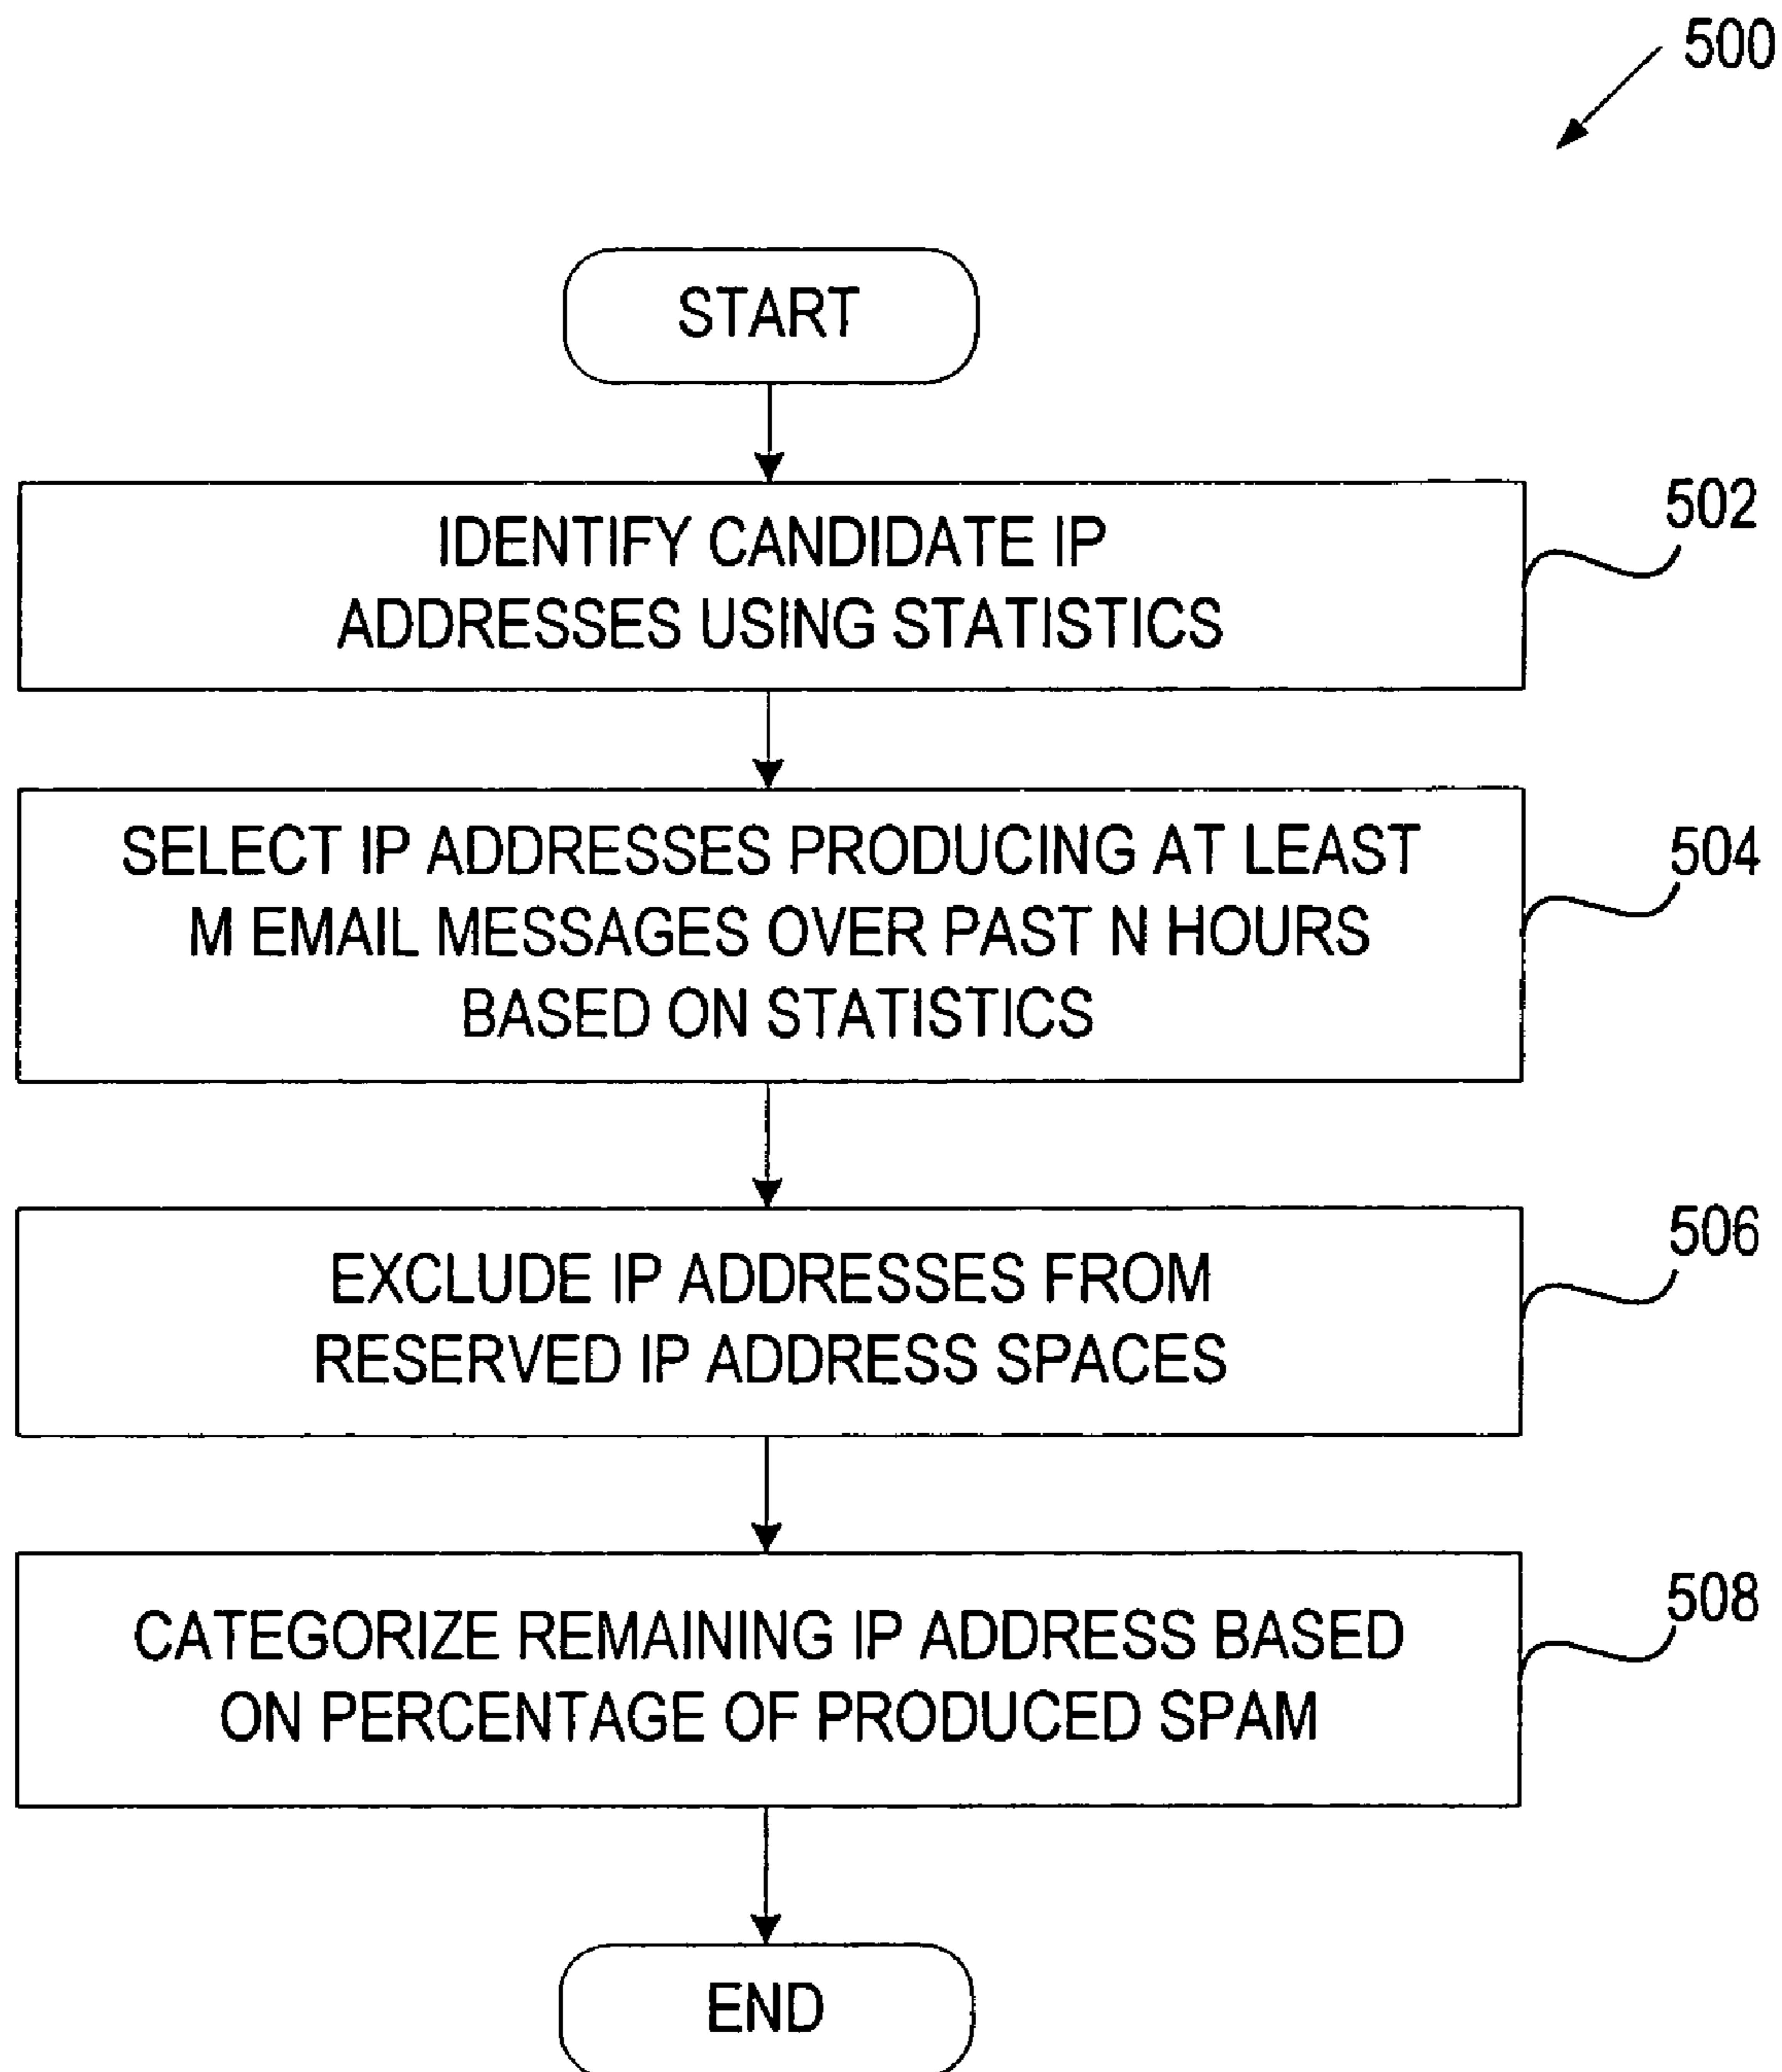 500
START
IDENTIFY CANDIDATE IP
ADDRESSES USING STATISTICS
502
SELECT IP ADDRESSES PRODUCING AT LEAST
M EMAIL MESSAGES OVER PAST N HOURS
BASED ON STATISTICS
504
EXCLUDE IP ADDRESSES FROM
RESERVED IP ADDRESS SPACES
506
CATEGORIZE REMAINING IP ADDRESS BASED
ON PERCENTAGE OF PRODUCED SPAM
508
END